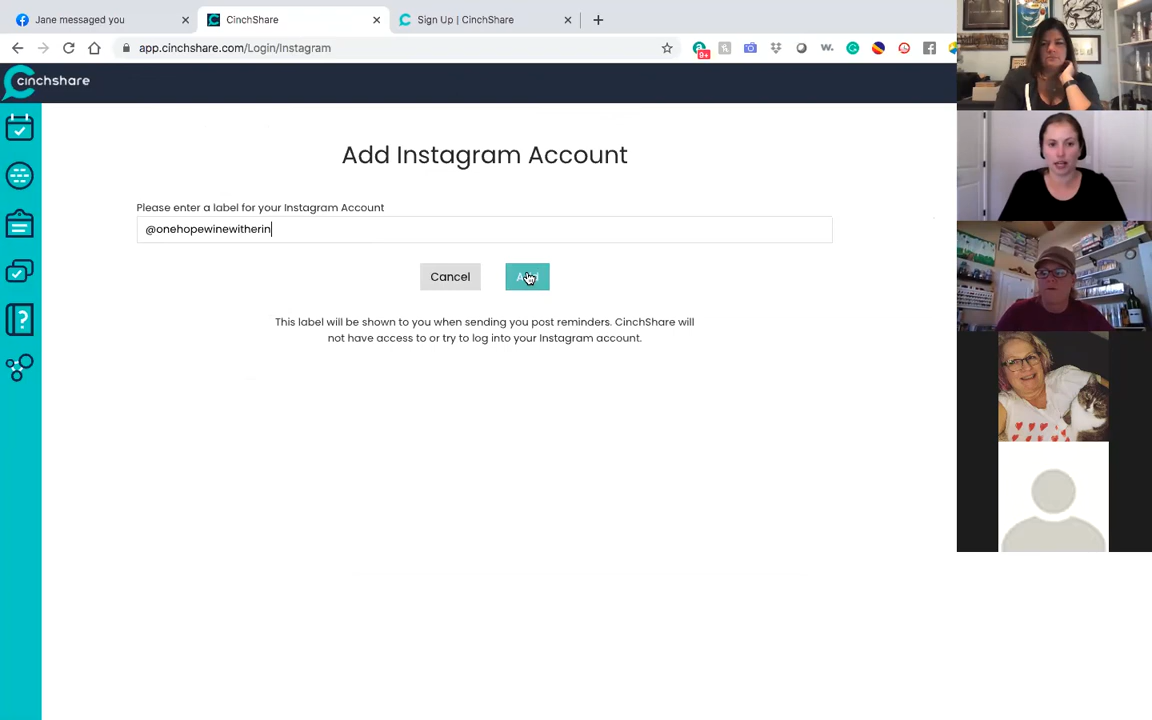 Jane messaged you
CinchShare
Sign Up | CinchShare
app.cinchshare.com/Login/Instagram
9+
w.
cinchshare
Add Instagram Account
Please enter a label for your Instagram Account
@onehopewinewitherin
Cancel
Add
This label will be shown to you when sending you post reminders. CinchShare will
not have access to or try to log into your Instagram account.